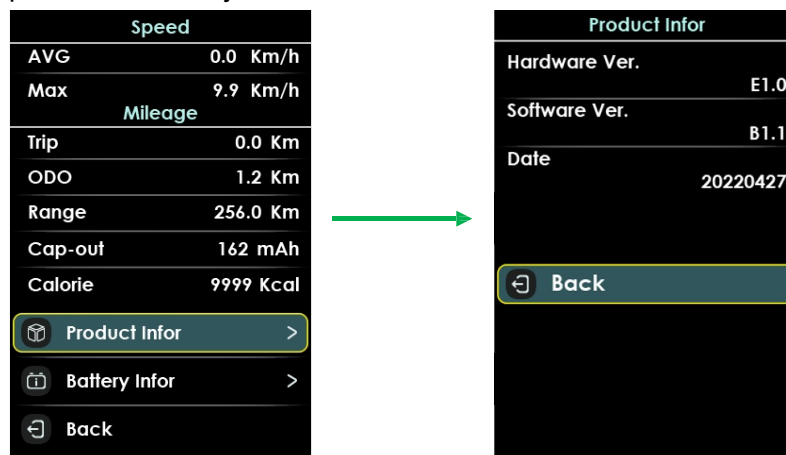 Speed
AVG 0.0 Km/h
Max 9.9 Km/h
Mileage
Trip 0.0 Km
ODO 1.2 Km
Range 256.0 Km
Cap-out 162 mAh
Calorie 9999 Kcal
Product Infor >
Battery Infor >
Back
Product Infor
Hardware Ver.
E1.0
Software Ver.
B1.1
Date
20220427
Back